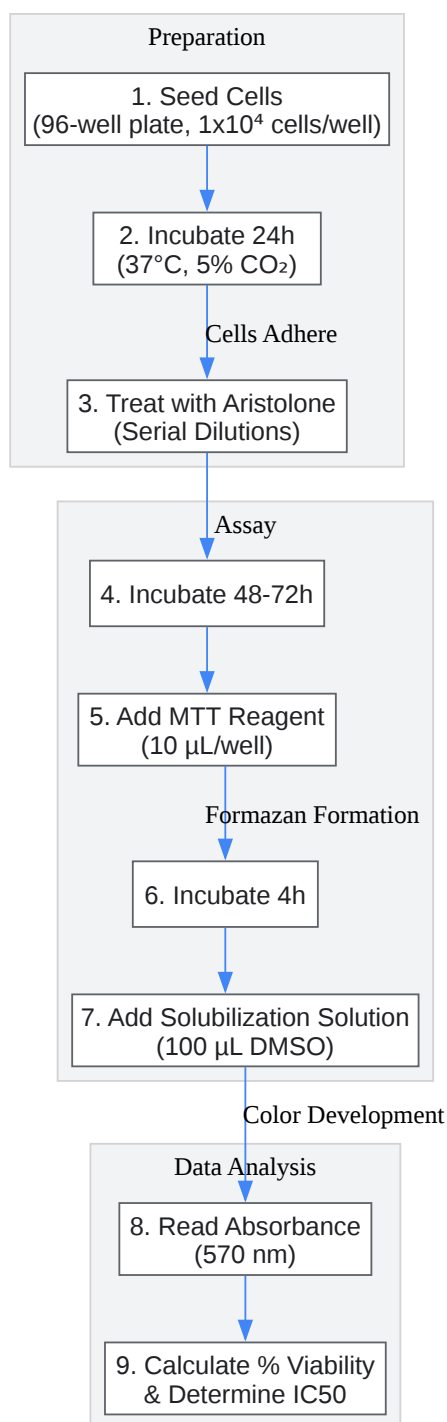 Preparation
1. Seed Cells
(96-well plate, 1x10⁴ cells/well)
2. Incubate 24h
(37°C, 5% CO₂)
Cells Adhere
3. Treat with Aristolone
(Serial Dilutions)
Assay
4. Incubate 48-72h
5. Add MTT Reagent
(10 µL/well)
Formazan Formation
6. Incubate 4h
7. Add Solubilization Solution
(100 µL DMSO)
Color Development
Data Analysis
8. Read Absorbance
(570 nm)
9. Calculate % Viability
& Determine IC50